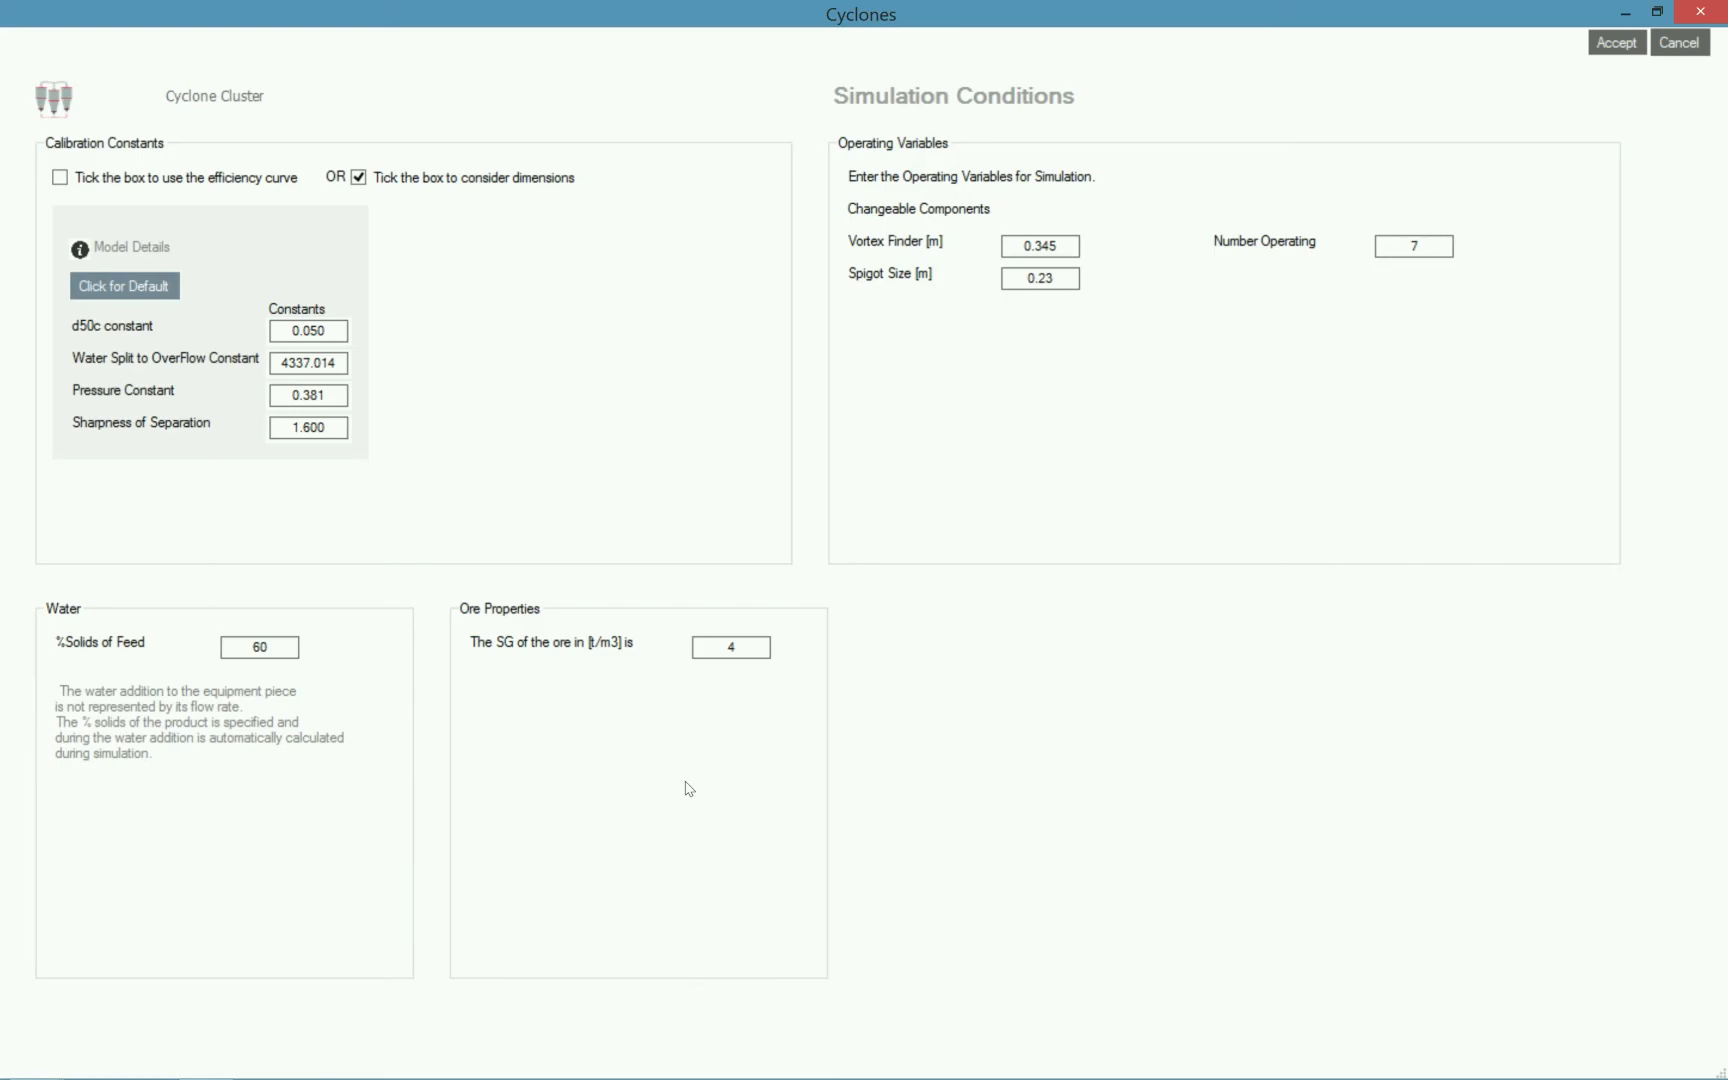 Cyclones
Accept Cancel
Cyclone Cluster
Simulation Conditions
Calibration Constants
Tick the box to use the efficiency curve OR Tick the box to consider dimensions
Model Details
Click for Default
Constants
d50c constant 0.050
Water Split to OverFlow Constant 4337.014
Pressure Constant 0.381
Sharpness of Separation 1.600
Operating Variables
Enter the Operating Variables for Simulation.
Changeable Components
Vortex Finder [m] 0.345 Number Operating 7
Spigot Size [m] 0.23
Water
%Solids of Feed 60
The water addition to the equipment piece
is not represented by its flow rate.
The % solids of the product is specified and
during the water addition is automatically calculated
during simulation.
Ore Properties
The SG of the ore in [t/m3] is 4